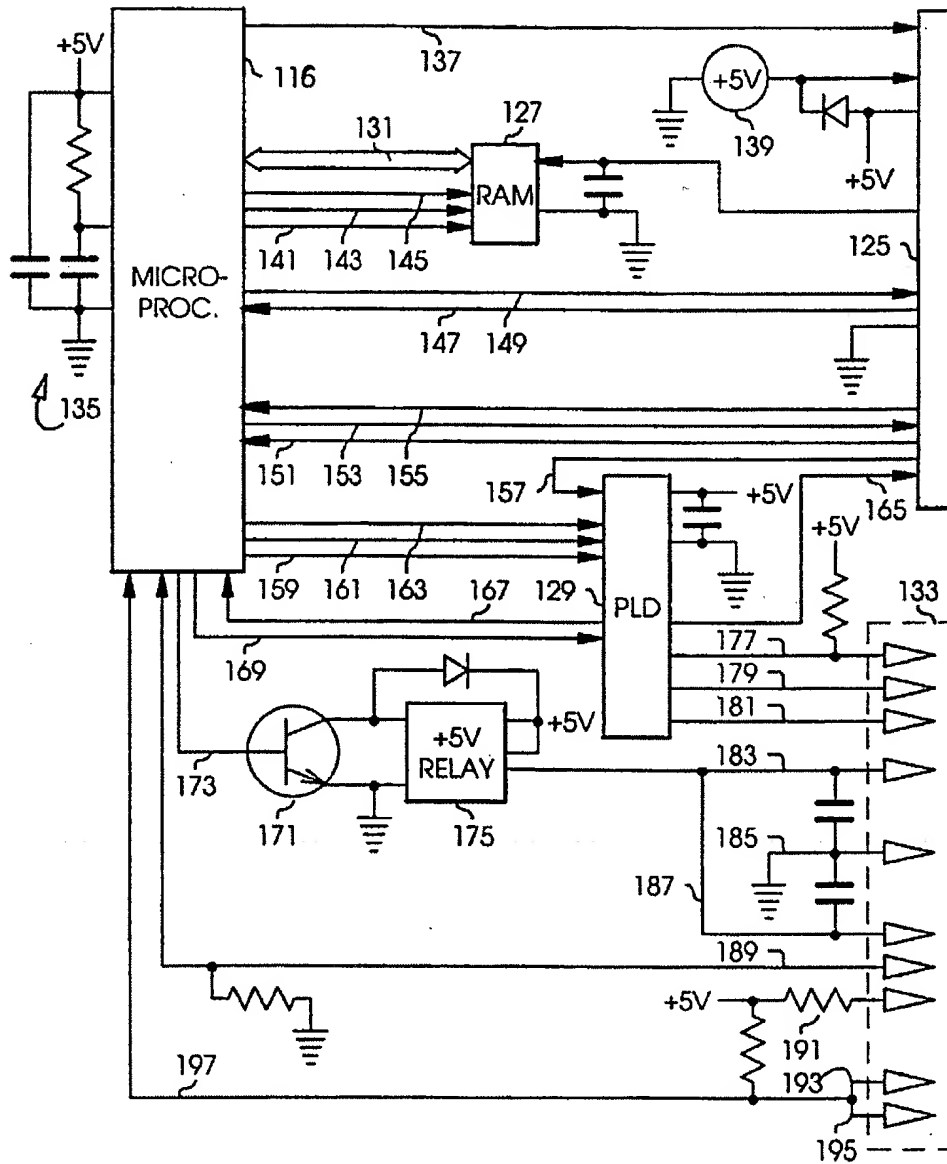 +5V
116
137
+5V
139
127
131
RAM
+5V
125
141
143
145
MICRO-
PROC.
147
149
135
151
153
155
157
165
+5V
+5V
159
161
163
129
PLD
167
169
133
177
179
181
+5V
RELAY
+5V
173
171
175
183
185
187
189
+5V
191
197
193
195